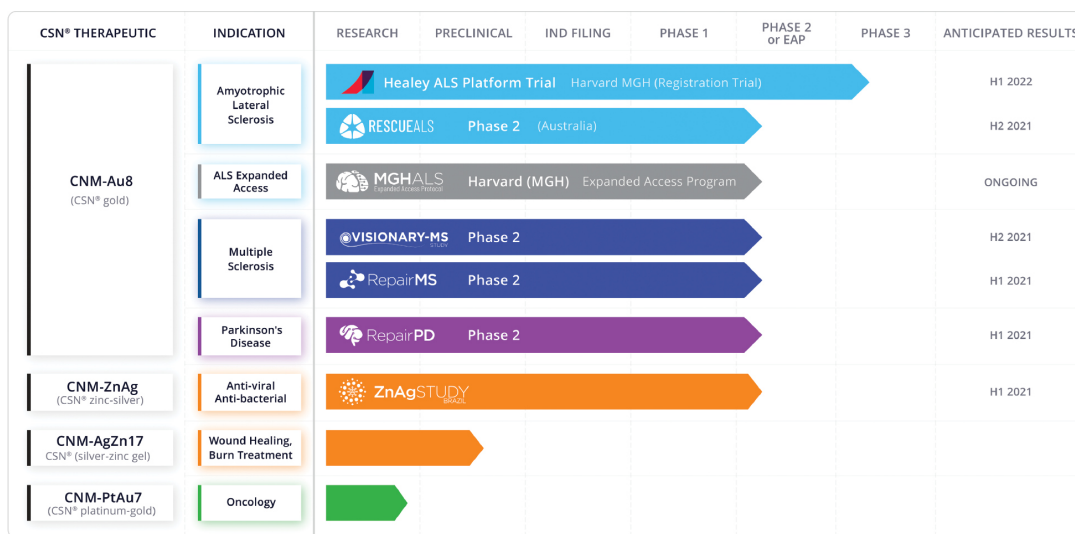 CSN® THERAPEUTIC
INDICATION
RESEARCH
PRECLINICAL
IND FILING
PHASE 1
PHASE 2
or EAP
PHASE 3
ANTICIPATED RESULTS
CNM-Au8
(CSN® gold)
Amyotrophic
Lateral
Sclerosis
Healey ALS Platform Trial Harvard MGH (Registration Trial)
H1 2022
RESCUEALS Phase 2 (Australia)
H2 2021
ALS Expanded
Access
MGHALS Harvard (MGH) Expanded Access Program
Expanded Access Protocol
ONGOING
Multiple
Sclerosis
VISIONARY-MS Phase 2
STUDY
H2 2021
RepairMS Phase 2
H1 2021
Parkinson's
Disease
RepairPD Phase 2
H1 2021
CNM-ZnAg
(CSN® zinc-silver)
Anti-viral
Anti-bacterial
ZnAgSTUDY
BRAZIL
H1 2021
CNM-AgZn17
CSN® (silver-zinc gel)
Wound Healing,
Burn Treatment
CNM-PtAu7
(CSN® platinum-gold)
Oncology